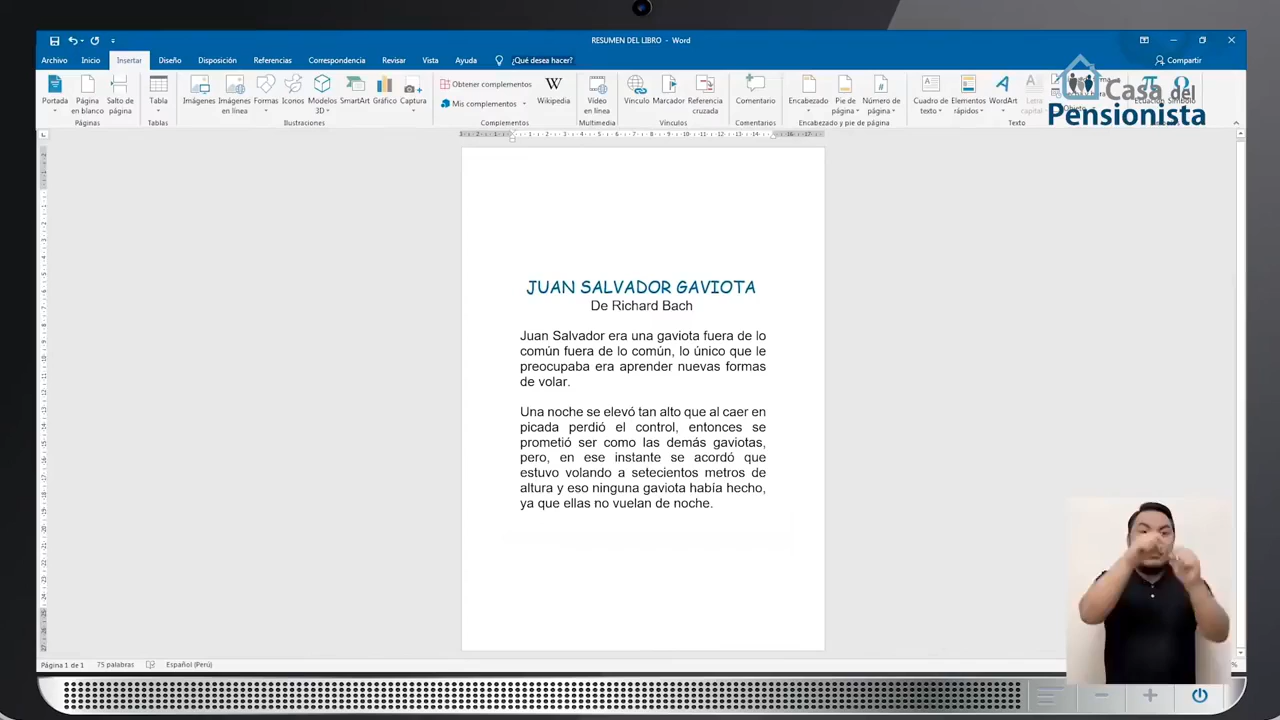 RESUMEN DEL LIBRO - Word
Archivo Inicio Insertar Diseño Disposición Referencias Correspondencia Revisar Vista Ayuda ¿Qué desea hacer? Compartir
Portada Página en blanco Salto de página
Páginas
Tabla
Tablas
Imágenes Imágenes en línea Formas Iconos Modelos 3D SmartArt Gráfico Captura
Ilustraciones
Obtener complementos
Mis complementos
Wikipedia
Complementos
Video en línea
Multimedia
Vínculo Marcador Referencia cruzada
Vínculos
Comentario
Comentarios
Encabezado Pie de página Número de página
Encabezado y pie de página
Cuadro de texto Elementos rápidos WordArt Letra capital
Texto
Ecuación Símbolo
Casa del
Pensionista
JUAN SALVADOR GAVIOTA
De Richard Bach
Juan Salvador era una gaviota fuera de lo
común fuera de lo común, lo único que le
preocupaba era aprender nuevas formas
de volar.
Una noche se elevó tan alto que al caer en
picada perdió el control, entonces se
prometió ser como las demás gaviotas,
pero, en ese instante se acordó que
estuvo volando a setecientos metros de
altura y eso ninguna gaviota había hecho,
ya que ellas no vuelan de noche.
Página 1 de 1 75 palabras Español (Perú) %